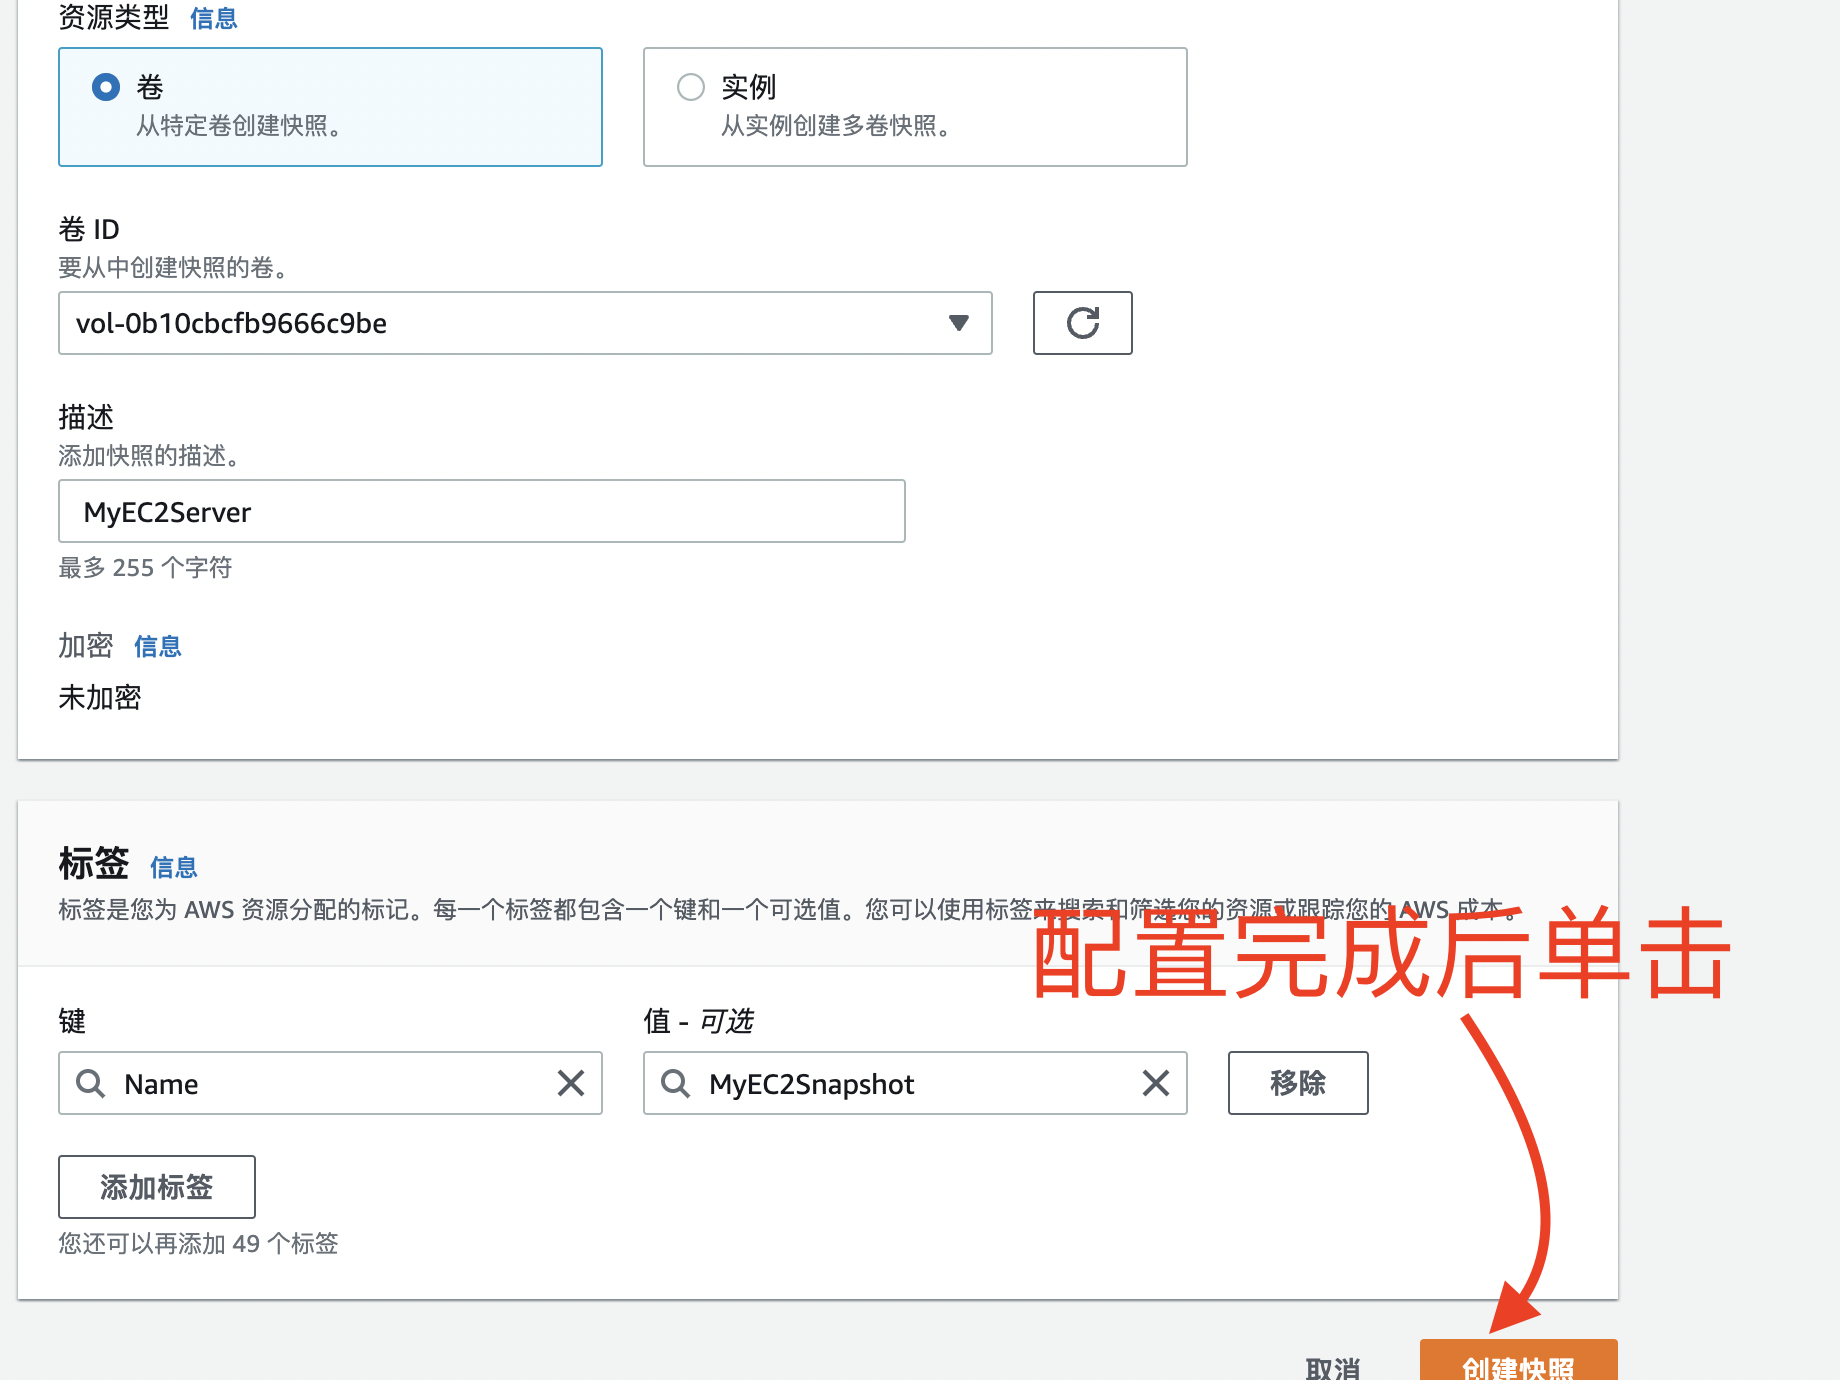 资源类型 信息
卷 实例
从特定卷创建快照。 从实例创建多卷快照。
卷 ID
要从中创建快照的卷。
vol-0b10cbcfb9666c9be
描述
添加快照的描述。
MyEC2Server
最多 255 个字符
加密 信息
未加密
标签 信息
标签是您为 AWS 资源分配的标记。每一个标签都包含一个键和一个可选值。您可以使用标签来搜索和筛选您的资源或跟踪您的 AWS 成本。
配置完成后单击
键 值 - 可选
Name MyEC2Snapshot 移除
添加标签
您还可以再添加 49 个标签
取消 创建快照